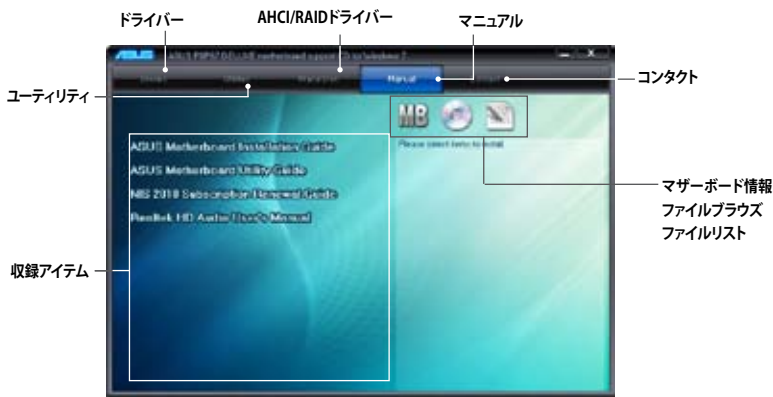 ドライバー
AHCI/RAIDドライバー
マニュアル
コンタクト
ユーティリティ
ASUS
Manual
MB
ASUS Motherboard Installation Guide
ASUS Motherboard Utility Guide
NIS 2010 Subscription Renewal Guide
Realtek HD Audio User's Manual
Please select items to install.
マザーボード情報
ファイルブラウズ
ファイルリスト
収録アイテム